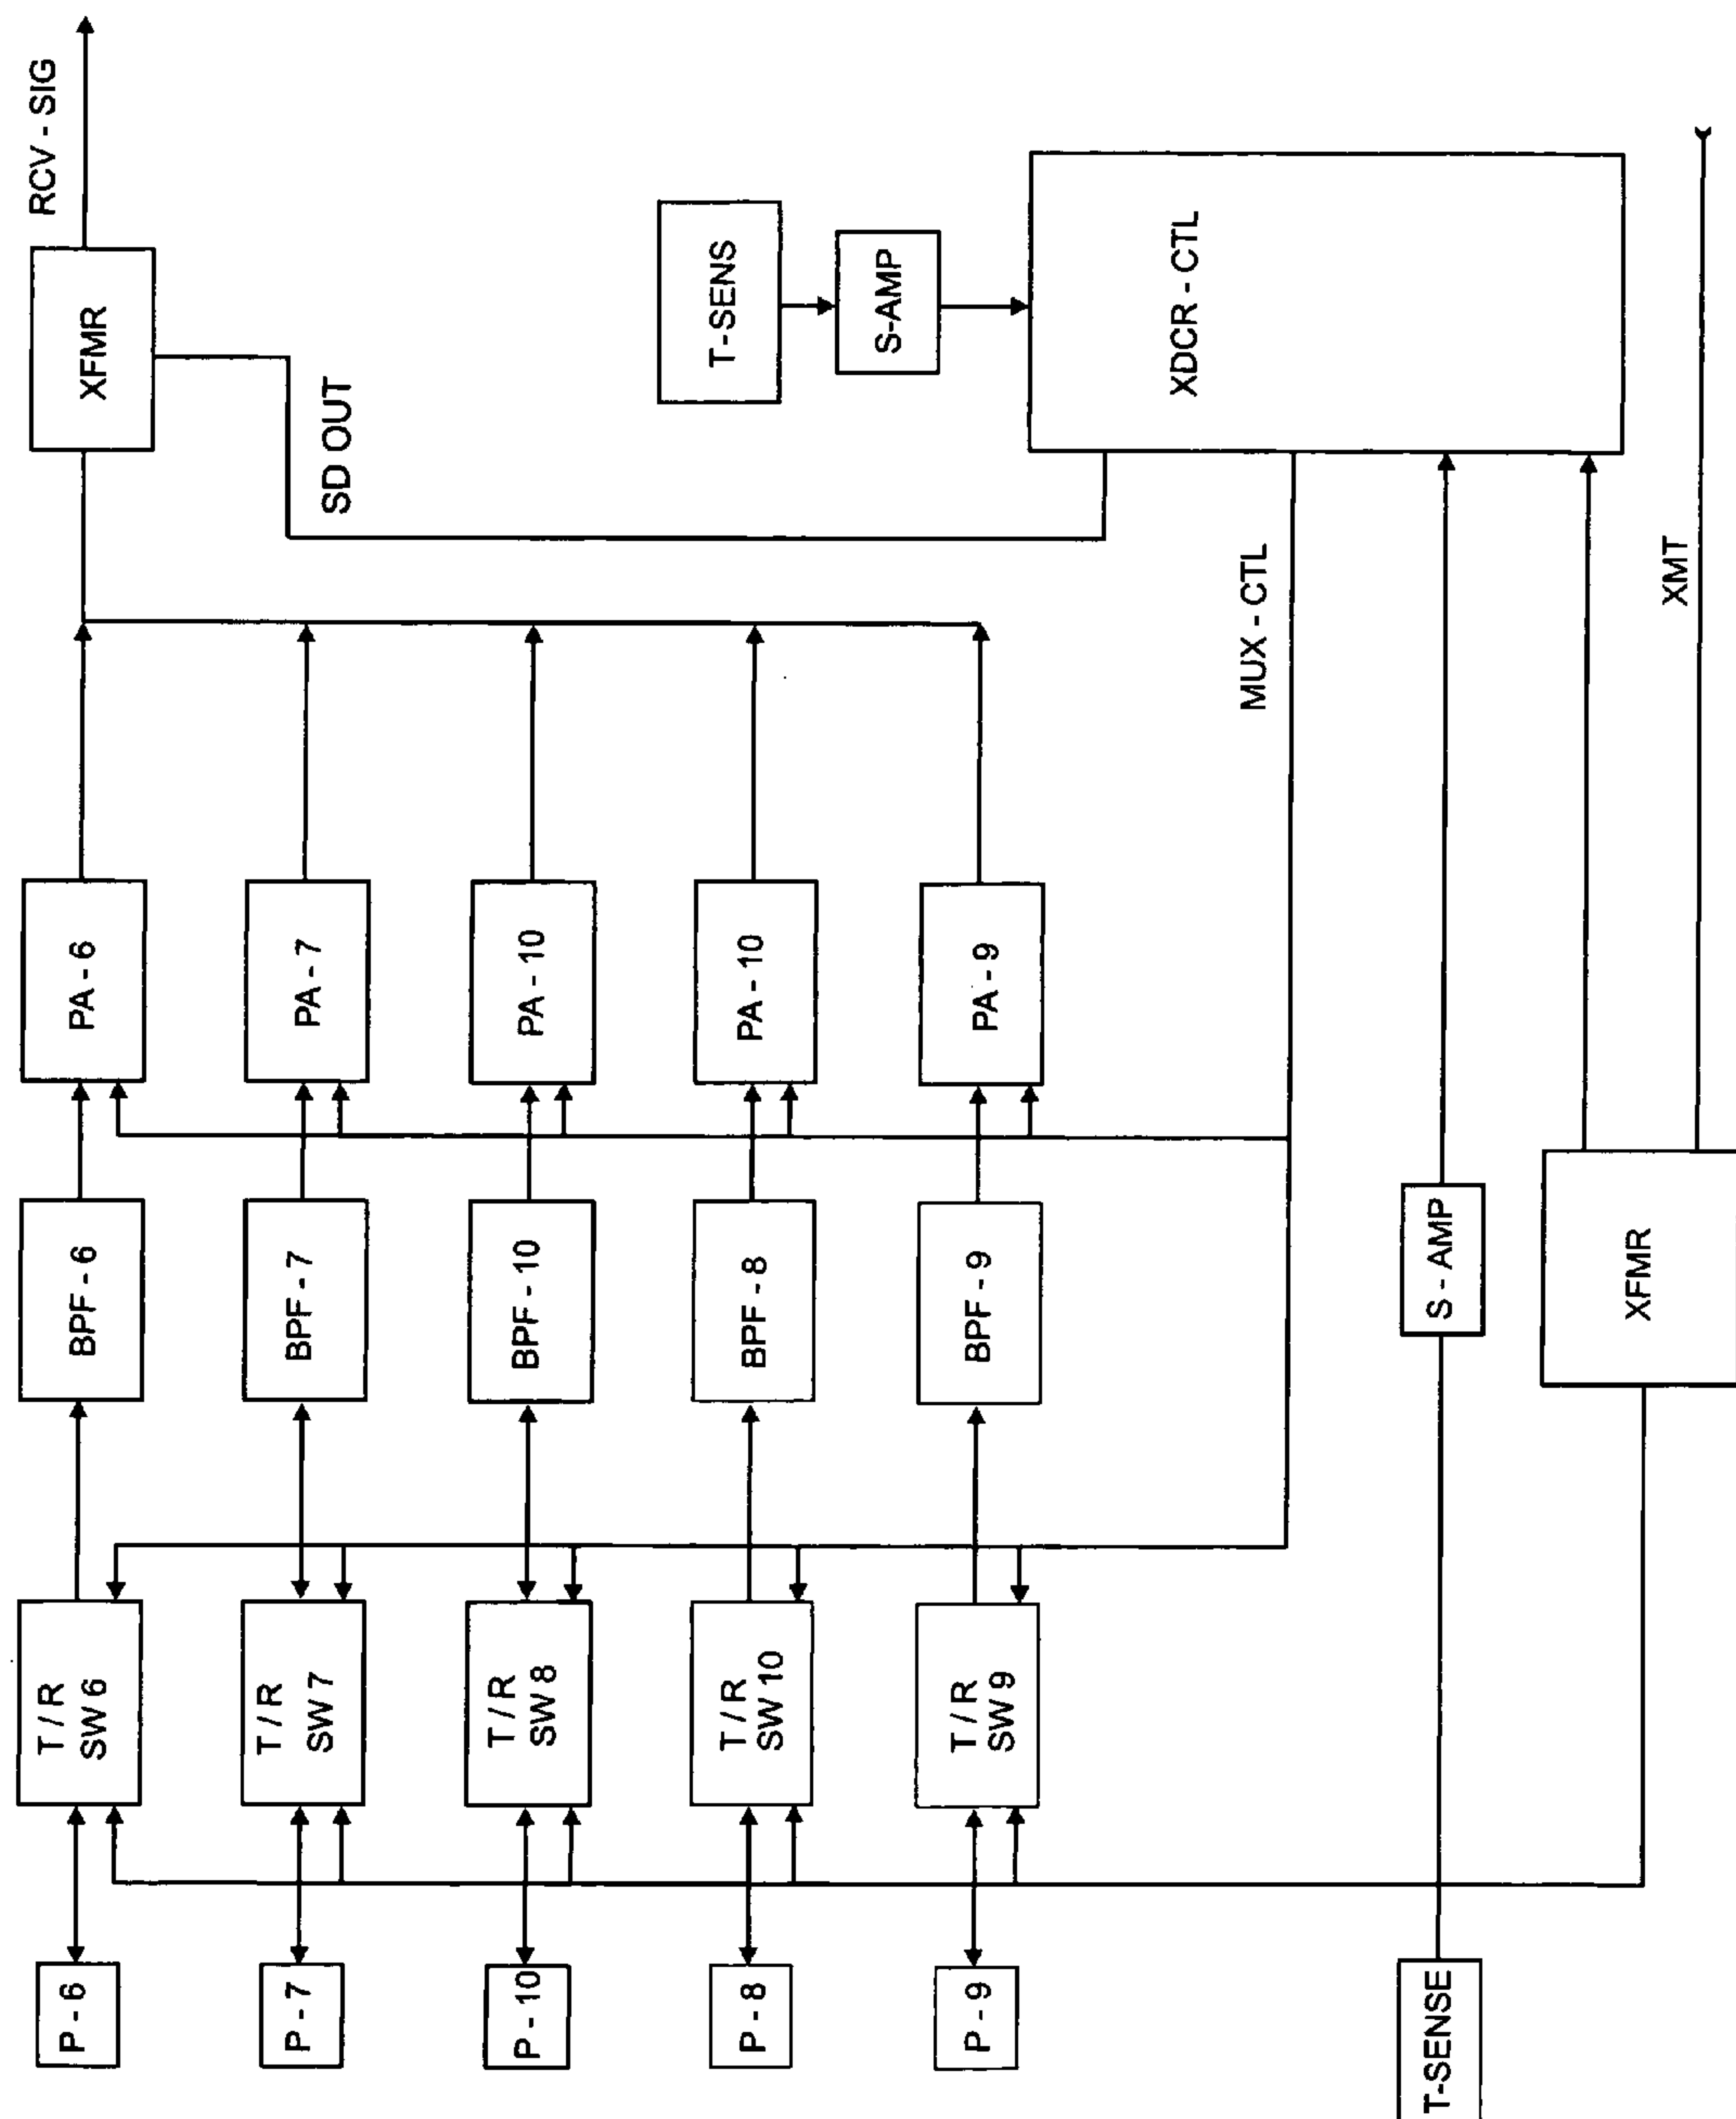 P - 6
T / R
SW 6
BPF - 6
PA - 6
XFMR
RCV - SIG
P - 7
T / R
SW 7
BPF - 7
PA - 7
SD OUT
P - 10
T / R
SW 8
BPF - 10
PA - 10
P - 8
T / R
SW 10
BPF - 8
PA - 10
T-SENS
S-AMP
P - 9
T / R
SW 9
BPF - 9
PA - 9
XDCR - CTL
MUX - CTL
T-SENSE
S - AMP
XFMR
XMT